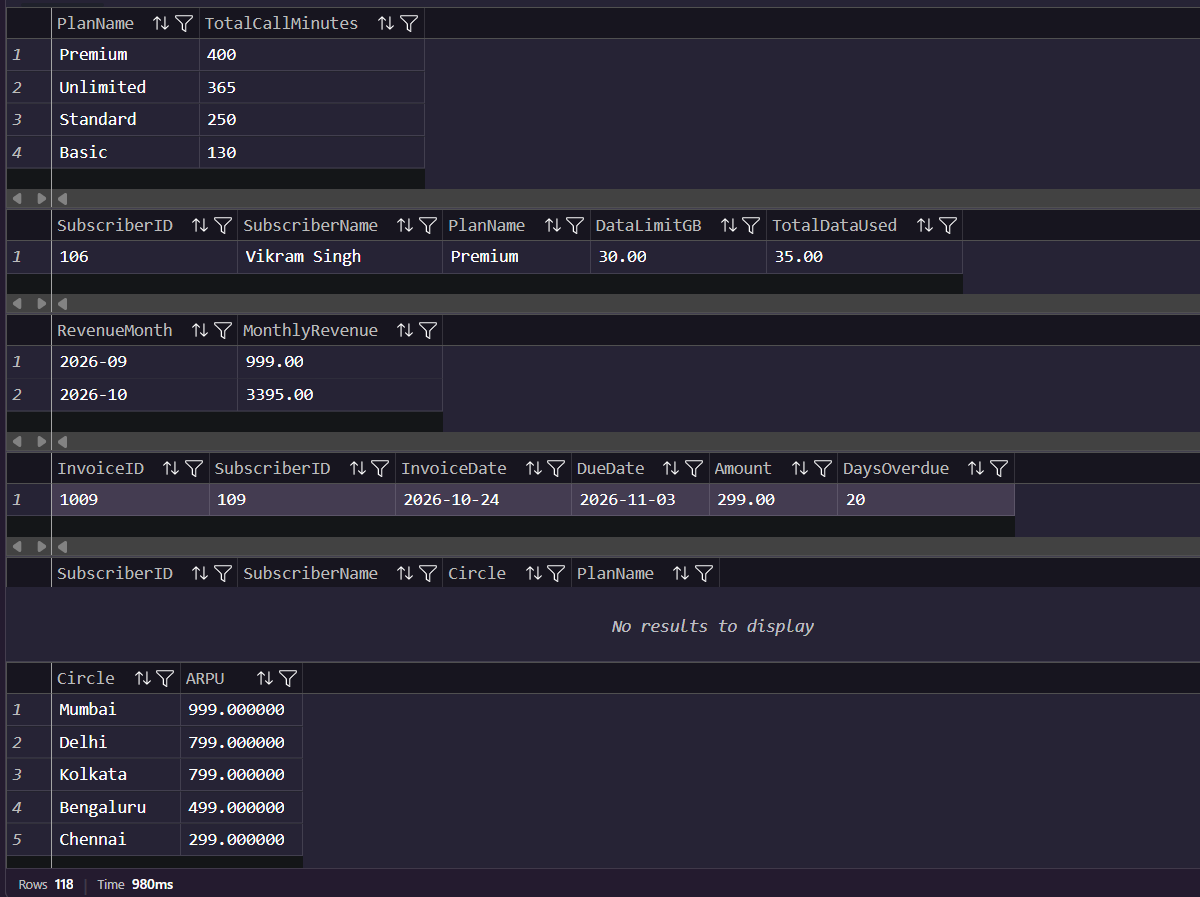 PlanName TotalCallMinutes
1 Premium 400
2 Unlimited 365
3 Standard 250
4 Basic 130
SubscriberID SubscriberName PlanName DataLimitGB TotalDataUsed
1 106 Vikram Singh Premium 30.00 35.00
RevenueMonth MonthlyRevenue
1 2026-09 999.00
2 2026-10 3395.00
InvoiceID SubscriberID InvoiceDate DueDate Amount DaysOverdue
1 1009 109 2026-10-24 2026-11-03 299.00 20
SubscriberID SubscriberName Circle PlanName
No results to display
Circle ARPU
1 Mumbai 999.000000
2 Delhi 799.000000
3 Kolkata 799.000000
4 Bengaluru 499.000000
5 Chennai 299.000000
Rows 118 Time 980ms